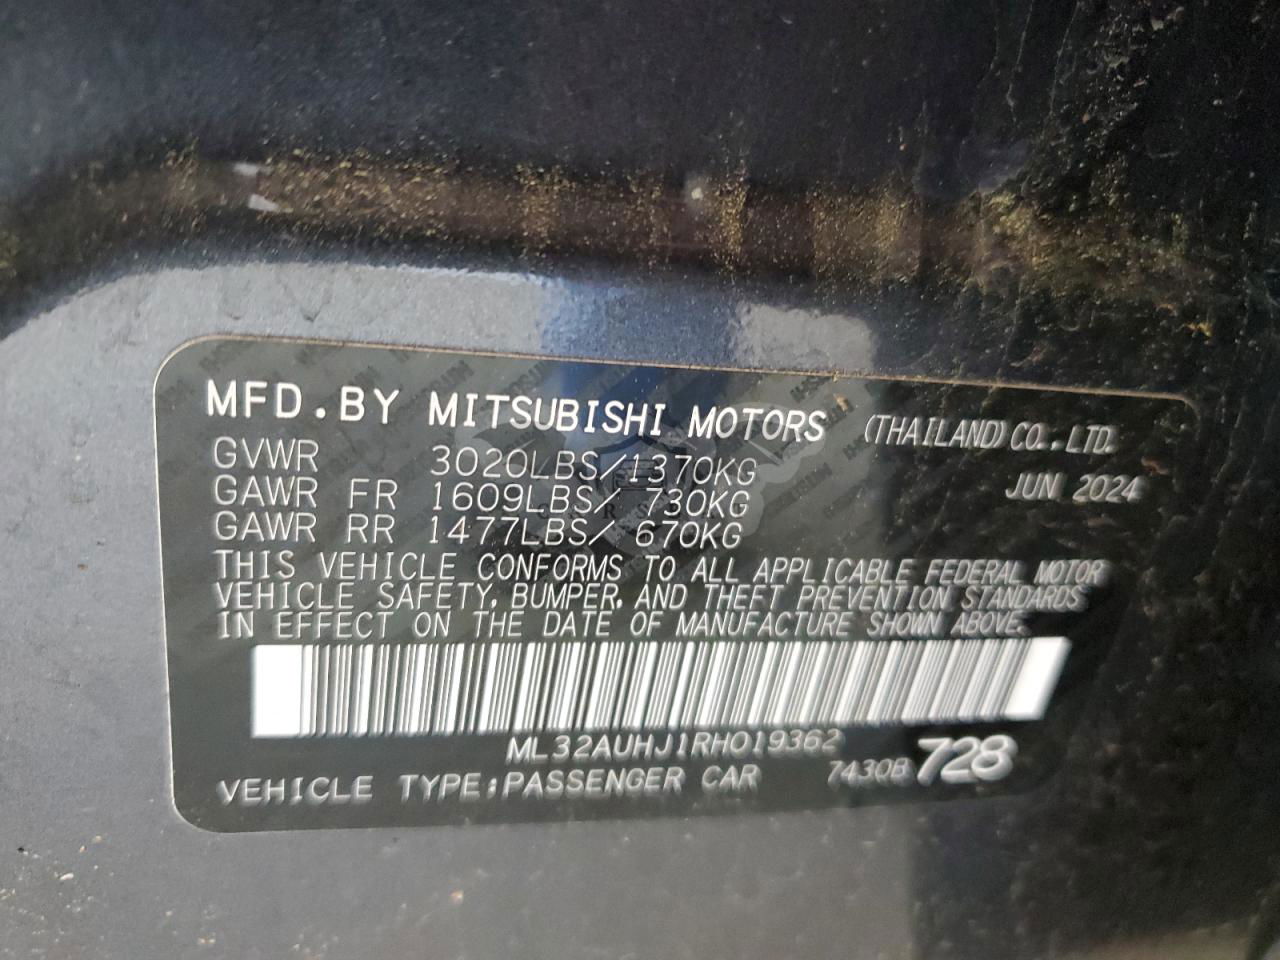 MFD.BY MITSUBISHI MOTORS (THAILAND) CO., LTD.
GVWR 3020LBS/1370KG JUN 2024
GAWR FR 1609LBS/ 730KG
GAWR RR 1477LBS/ 670KG
THIS VEHICLE CONFORMS TO ALL APPLICABLE FEDERAL MOTOR
VEHICLE SAFETY, BUMPER, AND THEFT PREVENTION STANDARDS
IN EFFECT ON THE DATE OF MANUFACTURE SHOWN ABOVE.
ML32AUHJ1RH019362
VEHICLE TYPE:PASSENGER CAR 7430B 728